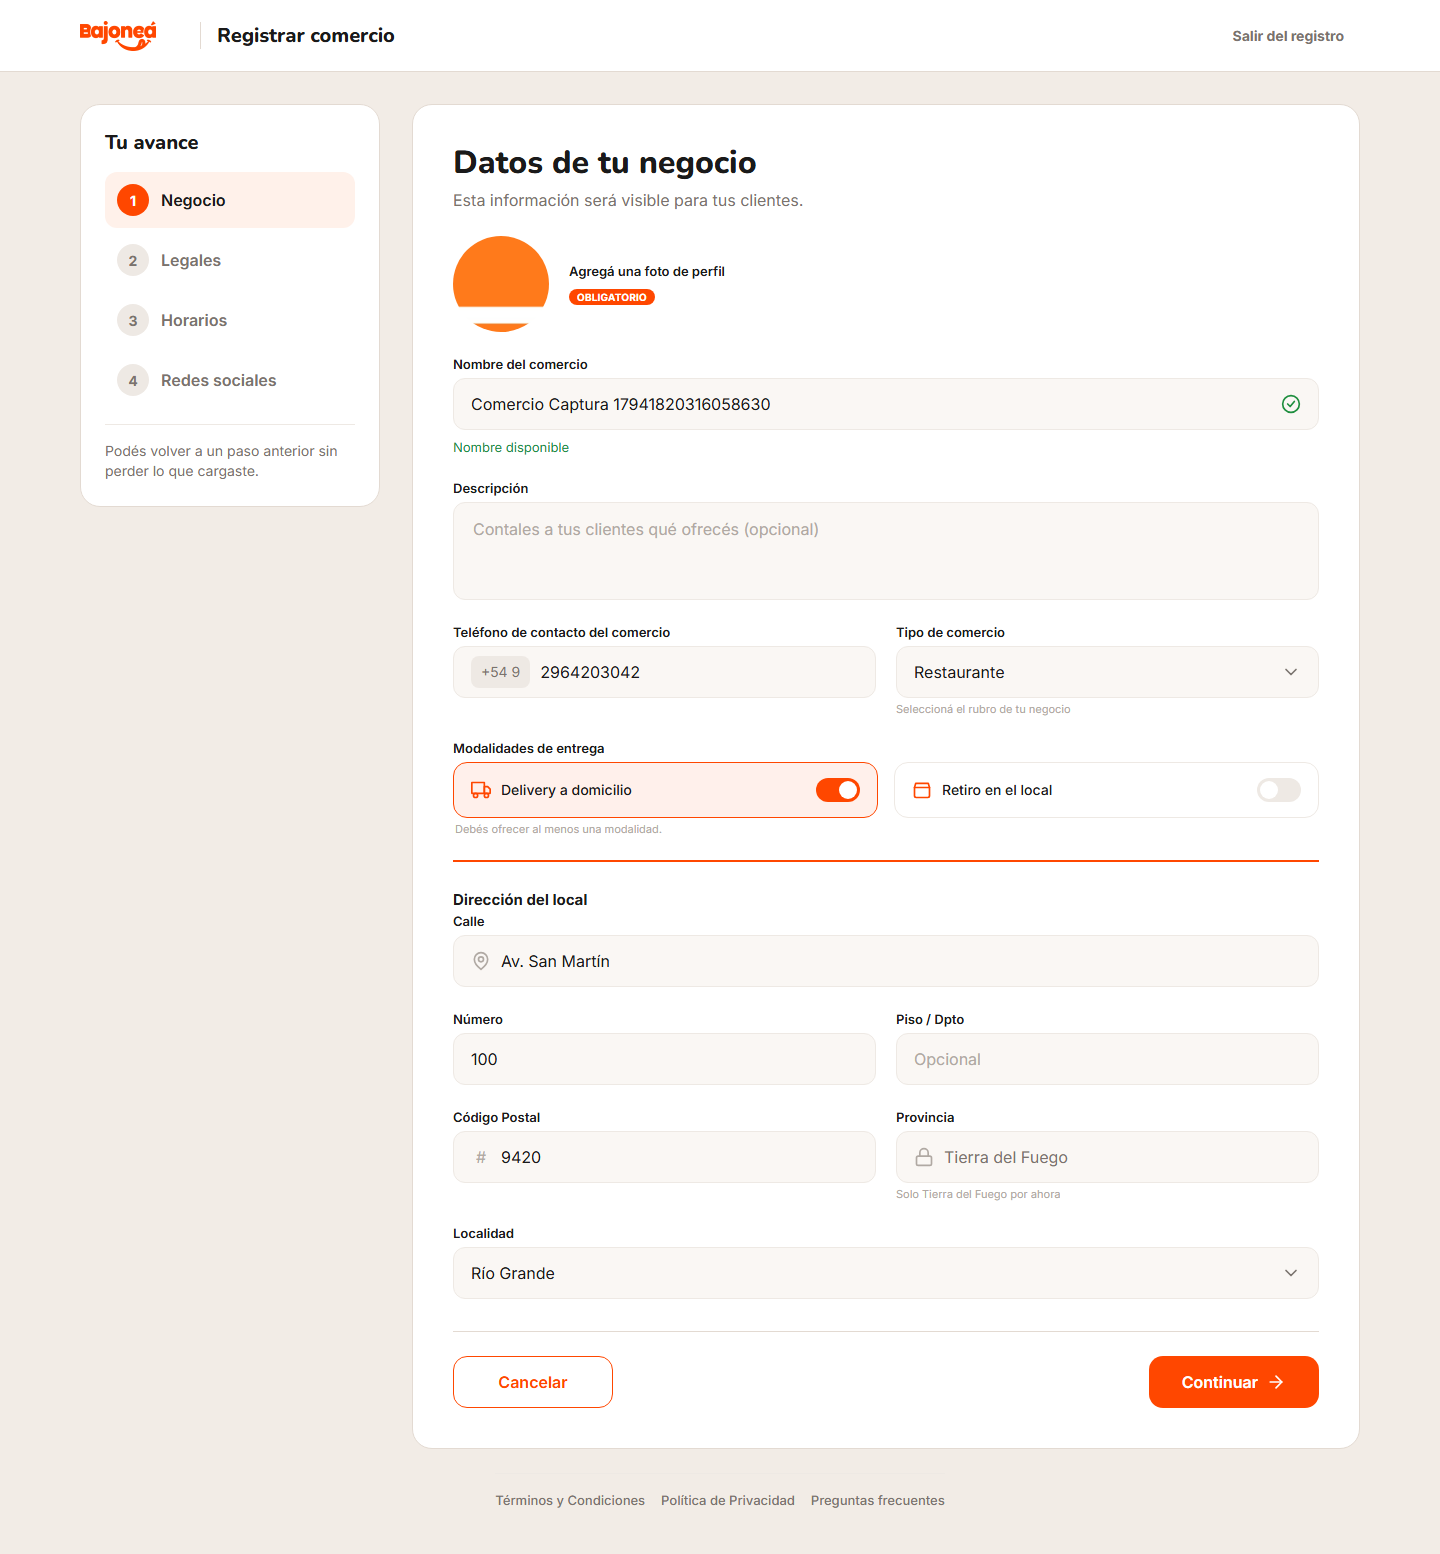 Bajoneá
Registrar comercio
Salir del registro
Tu avance
1 Negocio
2 Legales
3 Horarios
4 Redes sociales
Podés volver a un paso anterior sin
perder lo que cargaste.
Datos de tu negocio
Esta información será visible para tus clientes.
Agregá una foto de perfil
OBLIGATORIO
Nombre del comercio
Comercio Captura 17941820316058630
Nombre disponible
Descripción
Contales a tus clientes qué ofrecés (opcional)
Teléfono de contacto del comercio
+54 9 2964203042
Tipo de comercio
Restaurante
Seleccioná el rubro de tu negocio
Modalidades de entrega
Delivery a domicilio
Retiro en el local
Debés ofrecer al menos una modalidad.
Dirección del local
Calle
Av. San Martín
Número
100
Piso / Dpto
Opcional
Código Postal
# 9420
Provincia
Tierra del Fuego
Solo Tierra del Fuego por ahora
Localidad
Río Grande
Cancelar
Continuar
Términos y Condiciones Política de Privacidad Preguntas frecuentes